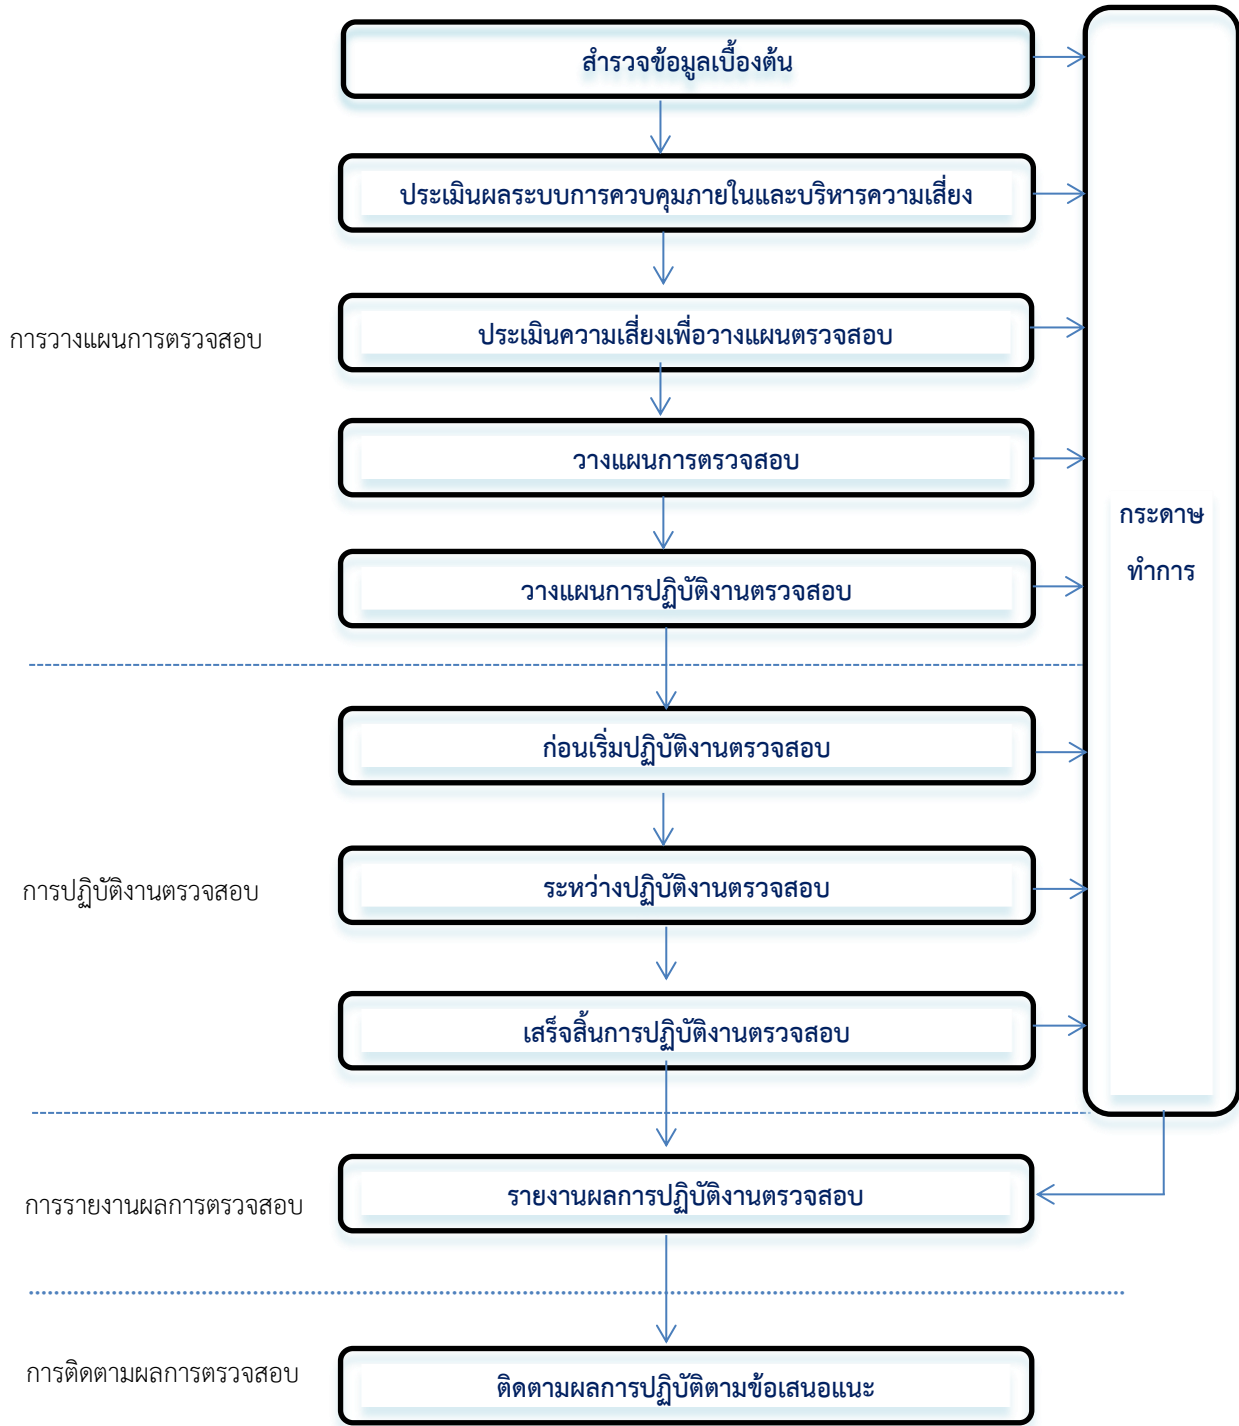 สำรวจข้อมูลเบื้องต้น
ประเมินผลระบบการควบคุมภายในและบริหารความเสี่ยง
การวางแผนการตรวจสอบ
ประเมินความเสี่ยงเพื่อวางแผนตรวจสอบ
วางแผนการตรวจสอบ
วางแผนการปฏิบัติงานตรวจสอบ
กระดาษ
ทำการ
ก่อนเริ่มปฏิบัติงานตรวจสอบ
การปฏิบัติงานตรวจสอบ
ระหว่างปฏิบัติงานตรวจสอบ
เสร็จสิ้นการปฏิบัติงานตรวจสอบ
การรายงานผลการตรวจสอบ
รายงานผลการปฏิบัติงานตรวจสอบ
การติดตามผลการตรวจสอบ
ติดตามผลการปฏิบัติตามข้อเสนอแนะ